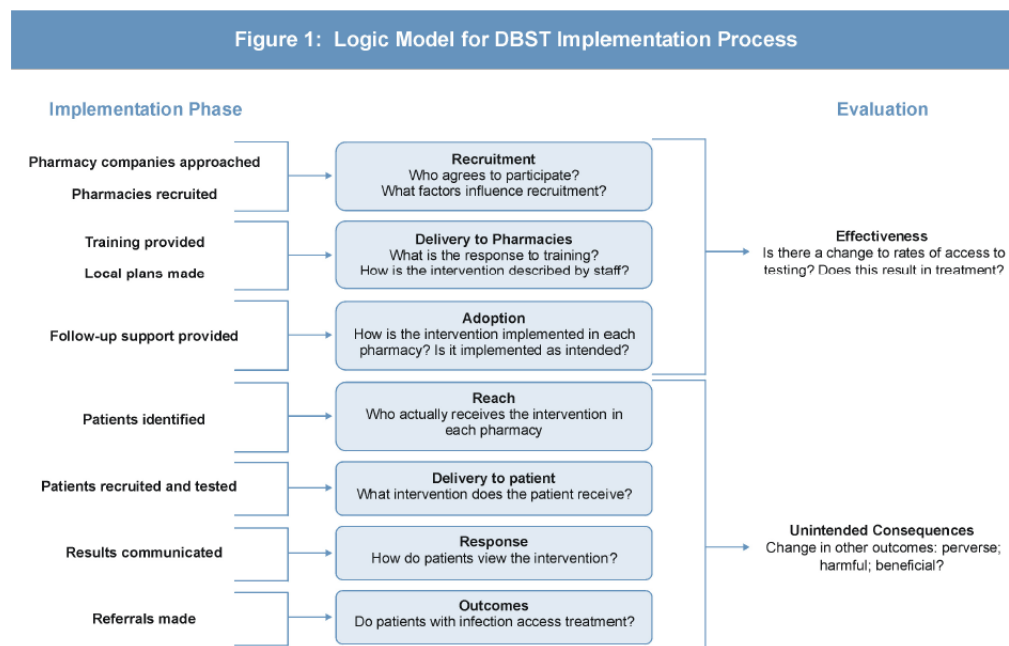 Figure 1: Logic Model for DBST Implementation Process
Implementation Phase
Evaluation
Pharmacy companies approached
Pharmacies recruited
Recruitment
Who agrees to participate?
What factors influence recruitment?
Training provided
Local plans made
Delivery to Pharmacies
What is the response to training?
How is the intervention described by staff?
Effectiveness
Is there a change to rates of access to
testing? Does this result in treatment?
Follow-up support provided
Adoption
How is the intervention implemented in each
pharmacy? Is it implemented as intended?
Patients identified
Reach
Who actually receives the intervention in
each pharmacy
Patients recruited and tested
Delivery to patient
What intervention does the patient receive?
Results communicated
Response
How do patients view the intervention?
Unintended Consequences
Change in other outcomes: perverse;
harmful; beneficial?
Referrals made
Outcomes
Do patients with infection access treatment?